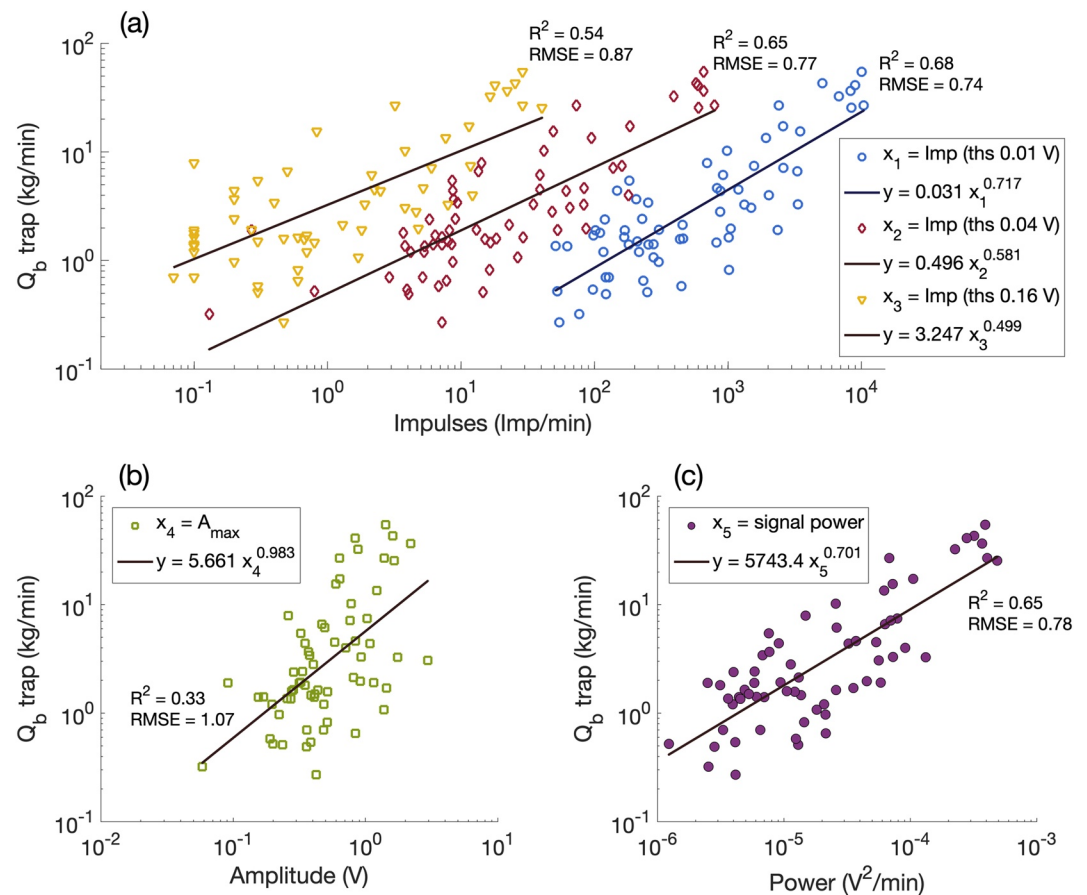 (a)
R² = 0.54
RMSE = 0.87
R² = 0.65
RMSE = 0.77
R² = 0.68
RMSE = 0.74
10²
10¹
10⁰
10⁻¹
Q_b trap (kg/min)
x₁ = Imp (ths 0.01 V)
y = 0.031 x₁^0.717
x₂ = Imp (ths 0.04 V)
y = 0.496 x₂^0.581
x₃ = Imp (ths 0.16 V)
y = 3.247 x₃^0.499
10⁻¹ 10⁰ 10¹ 10² 10³ 10⁴
Impulses (Imp/min)
(b)
10²
10¹
10⁰
10⁻¹
Q_b trap (kg/min)
x₄ = A_max
y = 5.661 x₄^0.983
R² = 0.33
RMSE = 1.07
10⁻² 10⁻¹ 10⁰ 10¹
Amplitude (V)
(c)
10²
10¹
10⁰
10⁻¹
Q_b trap (kg/min)
x₅ = signal power
y = 5743.4 x₅^0.701
R² = 0.65
RMSE = 0.78
10⁻⁶ 10⁻⁵ 10⁻⁴ 10⁻³
Power (V²/min)